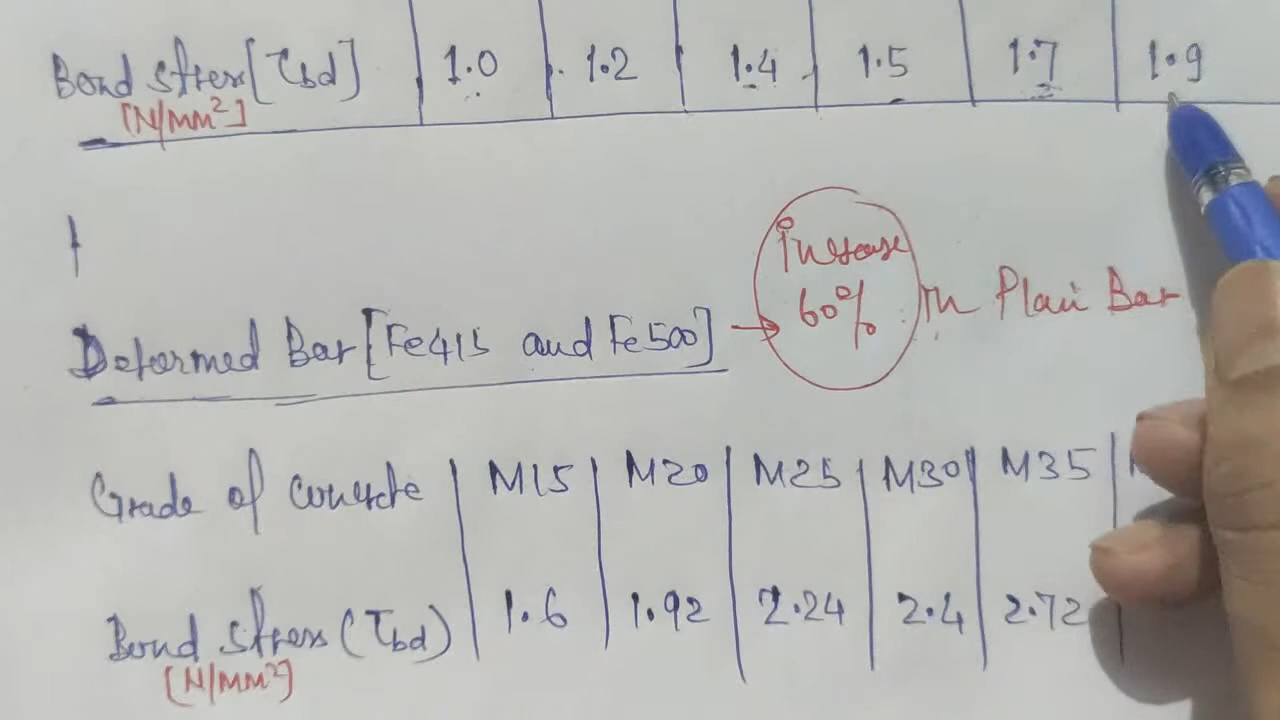 Bond stress [τbd] 1.0 1.2 1.4 1.5 1.7 1.9
[N/mm²]
Deformed Bar [Fe415 and Fe500] → Increase 60% in Plain Bar
Grade of concrete M15 M20 M25 M30 M35
Bond stress (τbd) 1.6 1.92 2.24 2.4 2.72
[N/mm²]